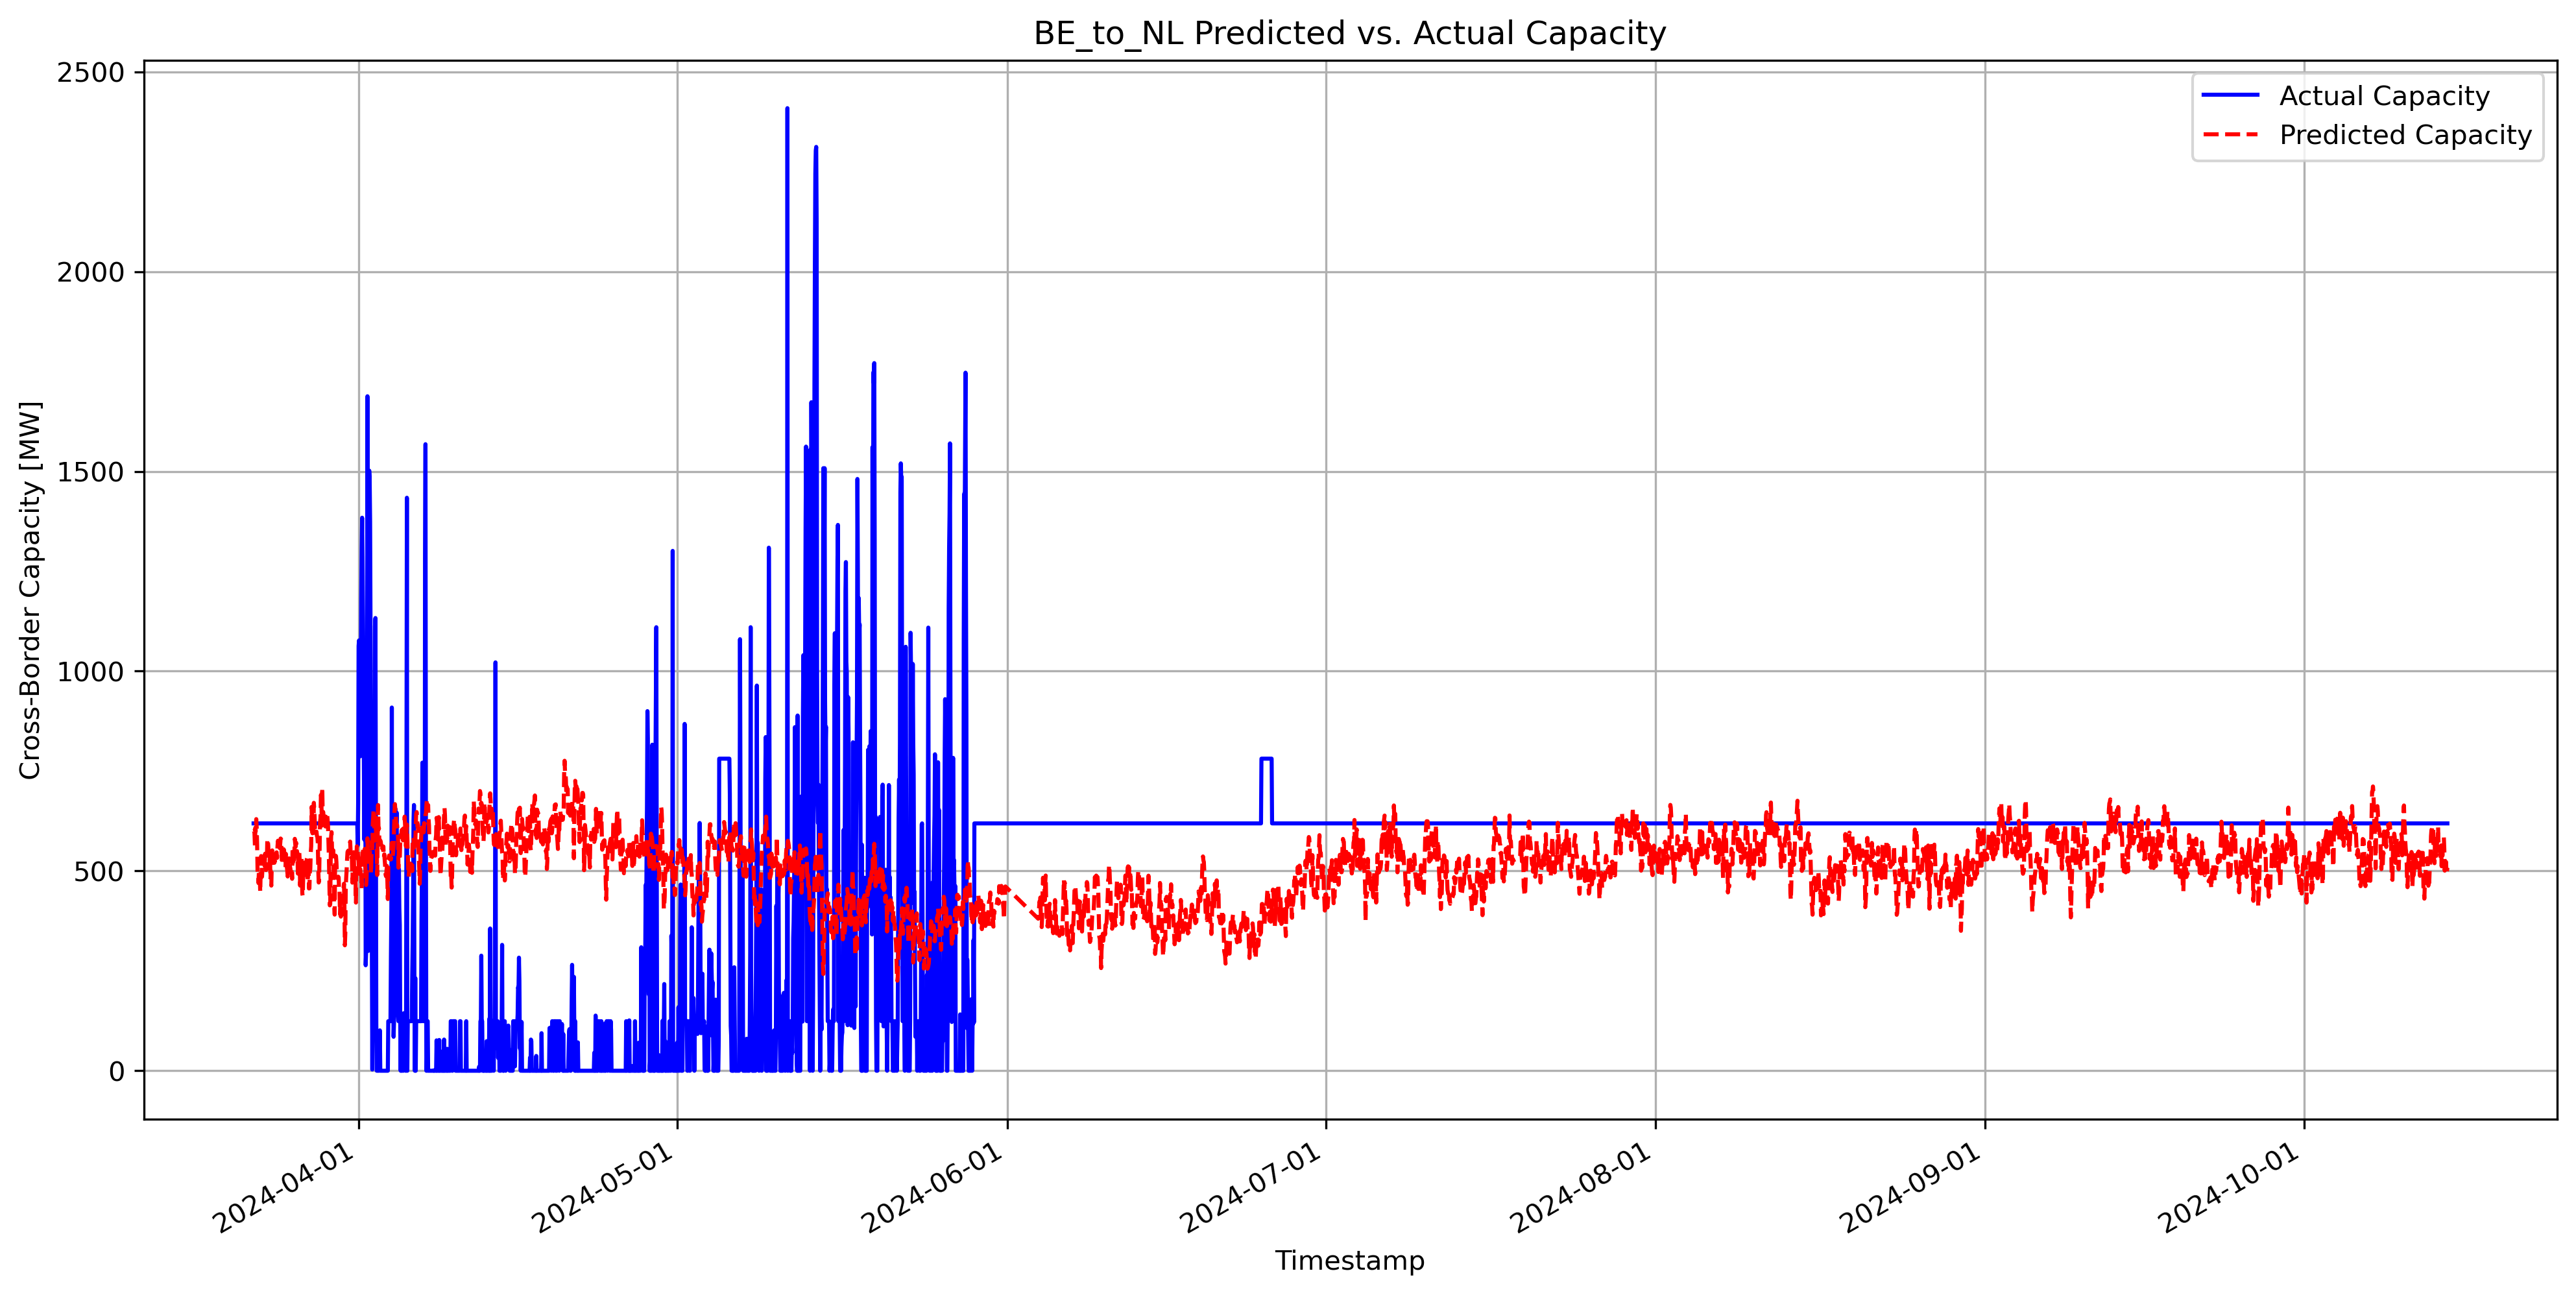 BE_to_NL Predicted vs. Actual Capacity
2500
2000
1500
1000
500
0
Cross-Border Capacity [MW]
Actual Capacity
Predicted Capacity
2024-04-01
2024-05-01
2024-06-01
2024-07-01
2024-08-01
2024-09-01
2024-10-01
Timestamp